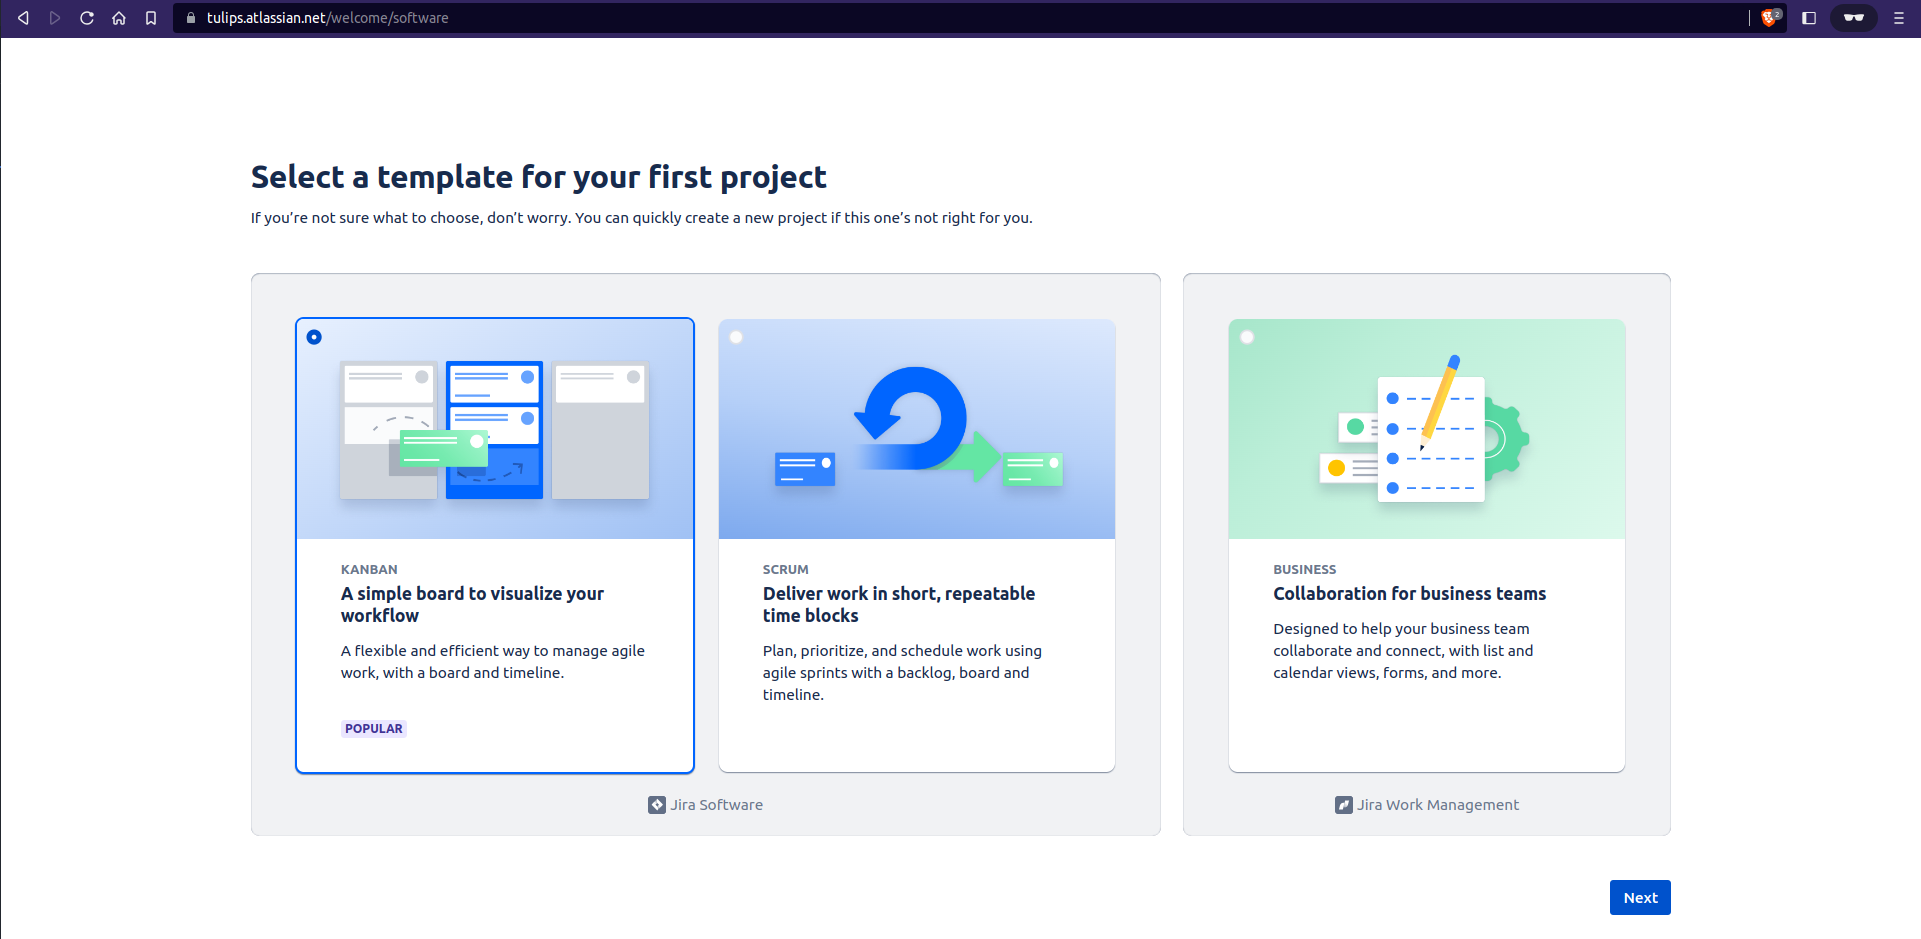 tulips.atlassian.net/welcome/software
2
Select a template for your first project
If you’re not sure what to choose, don’t worry. You can quickly create a new project if this one’s not right for you.
KANBAN
A simple board to visualize your
workflow
A flexible and efficient way to manage agile
work, with a board and timeline.
POPULAR
SCRUM
Deliver work in short, repeatable
time blocks
Plan, prioritize, and schedule work using
agile sprints with a backlog, board and
timeline.
Jira Software
BUSINESS
Collaboration for business teams
Designed to help your business team
collaborate and connect, with list and
calendar views, forms, and more.
Jira Work Management
Next